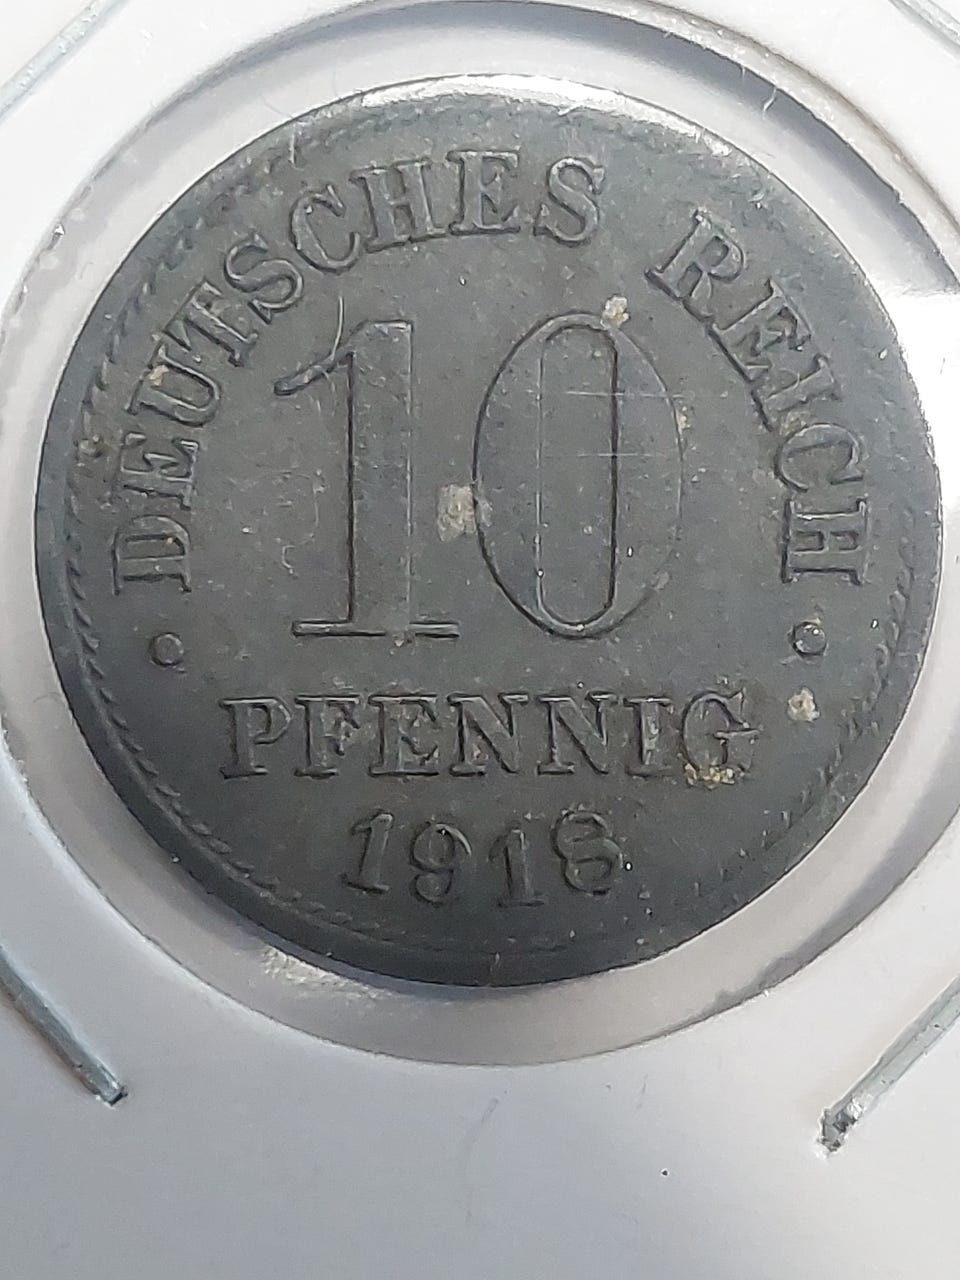 DEUTSCHES REICH
10
PFENNIG
1918